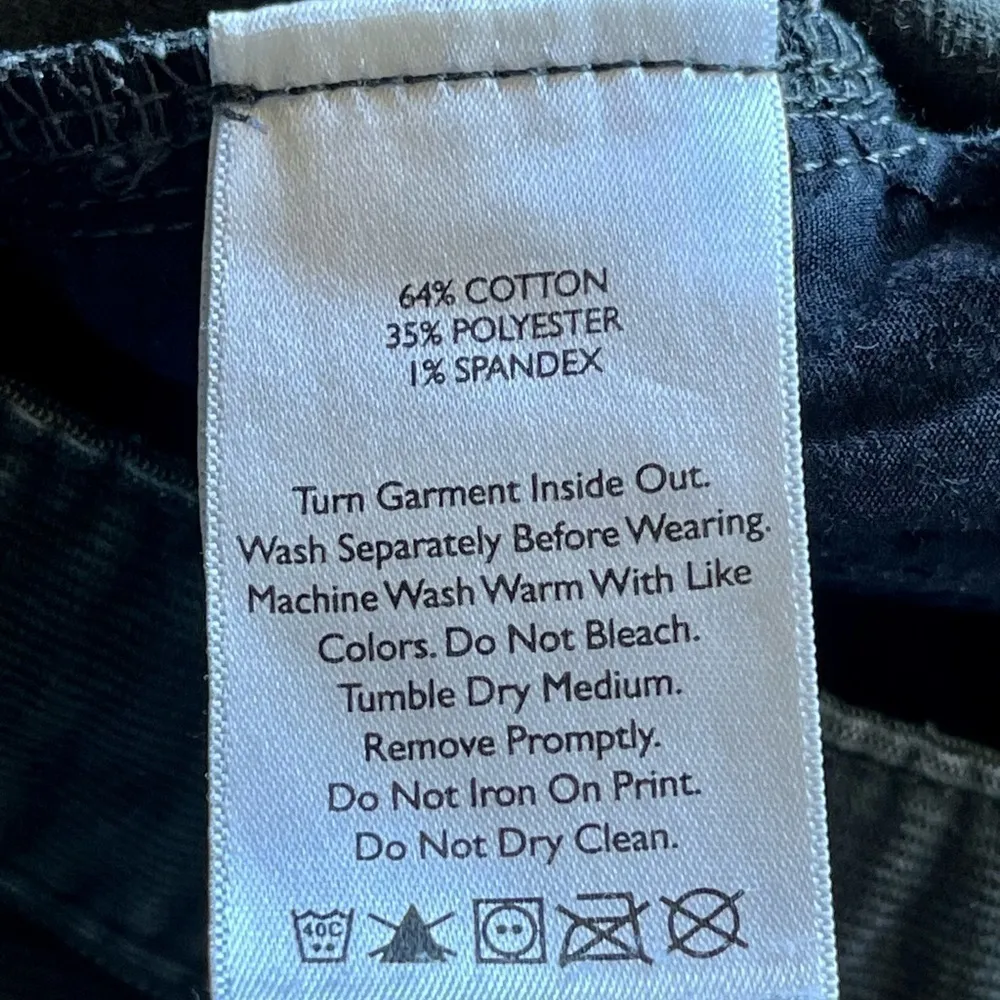 64% COTTON
35% POLYESTER
1% SPANDEX
Turn Garment Inside Out.
Wash Separately Before Wearing.
Machine Wash Warm With Like
Colors. Do Not Bleach.
Tumble Dry Medium.
Remove Promptly.
Do Not Iron On Print.
Do Not Dry Clean.
40C